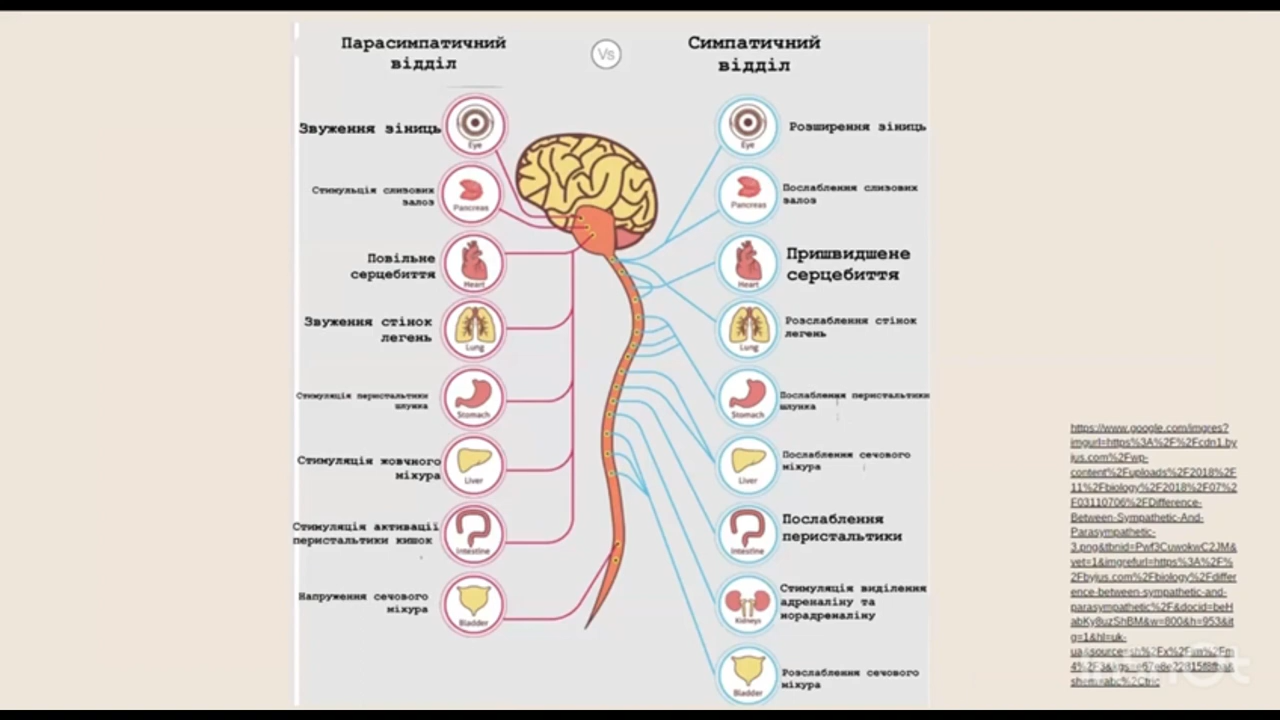 Парасимпатичний
відділ
Vs
Симпатичний
відділ
Звуження зіниць
Eye
Стимульція слизових
залоз
Pancreas
Повільне
серцебиття
Heart
Звуження стінок
легень
Lung
Стимуляція перистальтики
шлунка
Stomach
Стимуляція жовчного
міхура
Liver
Стимуляція активації
перистальтики кишок
Intestine
Напруження сечового
міхура
Bladder
Eye
Розширення зіниць
Pancreas
Послаблення слизових
залоз
Heart
Пришвидшене
серцебиття
Lung
Розслаблення стінок
легень
Stomach
Послаблення перистальтики
шлунка
Liver
Послаблення сечового
міхура
Intestine
Послаблення
перистальтики
Kidneys
Стимуляція виділення
адреналіну та
норадреналіну
Bladder
Розслаблення сечового
міхура
https://www.google.com/imgres?
imgurl=https%3A%2F%2Fcdn1.by
jus.com%2Fwp-
content%2Fuploads%2F2018%2F
11%2Fbiology%2F2018%2F07%2
F03110706%2FDifference-
Between-Sympathetic-And-
Parasympathetic-
3.png&tbnid=Pwf3CuwokwC2JM&
vet=1&imgrefurl=https%3A%2F%
2Fbyjus.com%2Fbiology%2Fdiffer
ence-between-sympathetic-and-
parasympathetic%2F&docid=beH
abKy8uzShBM&w=800&h=953&it
g=1&hl=uk-